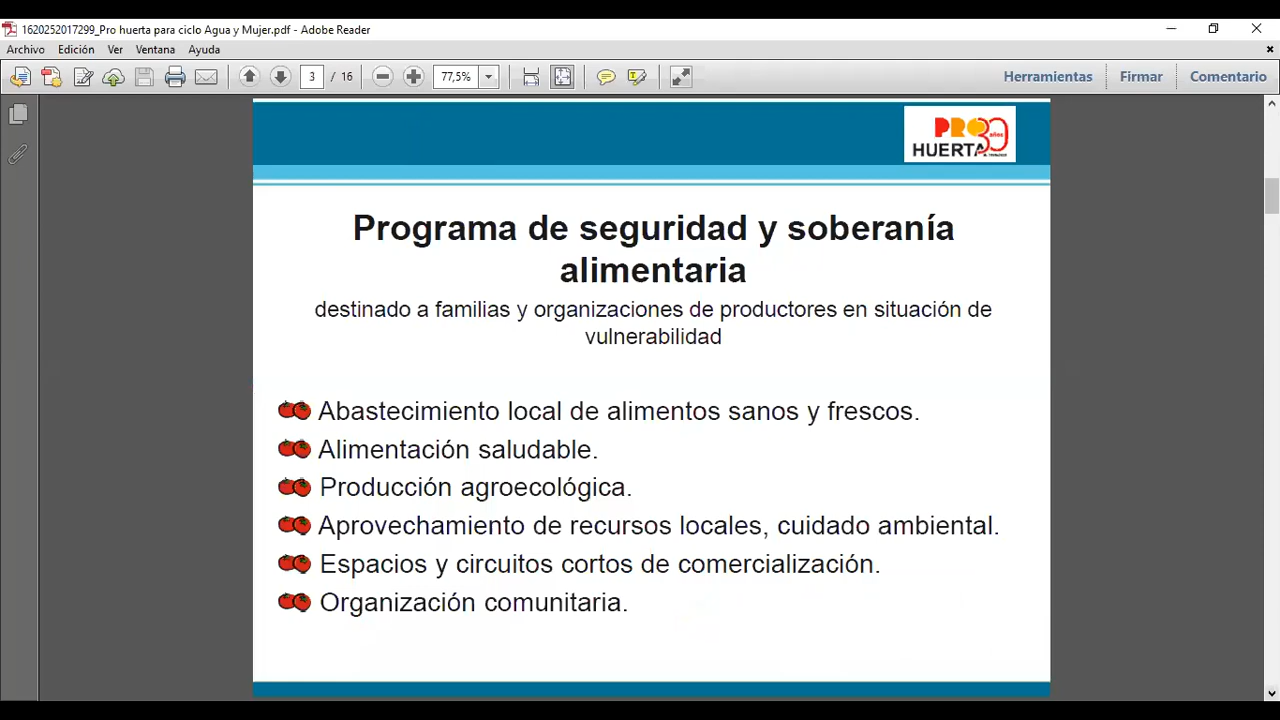 1620252017299_Pro huerta para ciclo Agua y Mujer.pdf - Adobe Reader
Archivo Edición Ver Ventana Ayuda
3 / 16 77,5% Herramientas Firmar Comentario
PRO 30 años
HUERTA
Programa de seguridad y soberanía
alimentaria
destinado a familias y organizaciones de productores en situación de
vulnerabilidad
Abastecimiento local de alimentos sanos y frescos.
Alimentación saludable.
Producción agroecológica.
Aprovechamiento de recursos locales, cuidado ambiental.
Espacios y circuitos cortos de comercialización.
Organización comunitaria.